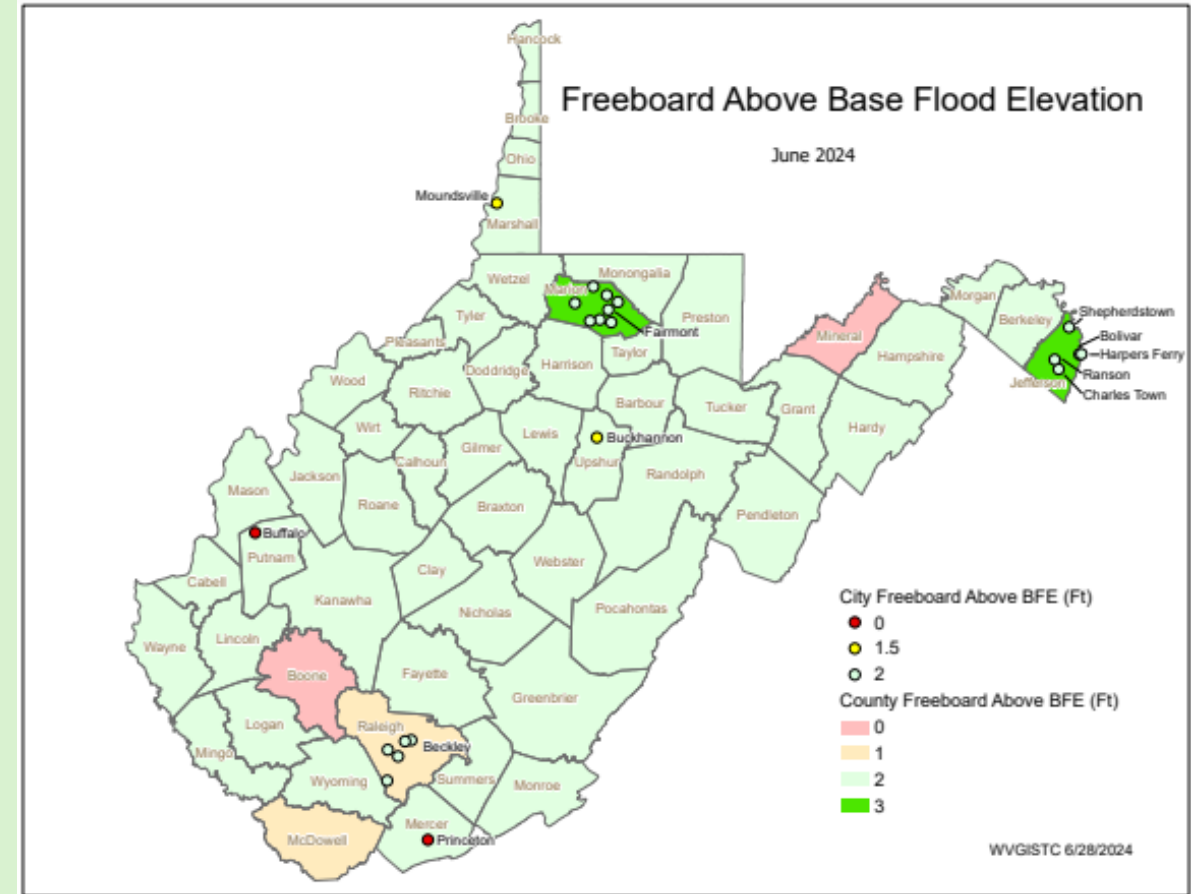 Freeboard Above Base Flood Elevation
June 2024
Hancock
Brooke
Ohio
Moundsville
Marshall
Wetzel
Monongalia
Marion
Preston
Fairmont
Tyler
Pleasants
Doddridge
Harrison
Taylor
Mineral
Hampshire
Morgan
Berkeley
Shepherdstown
Bolivar
Harpers Ferry
Ranson
Jefferson
Charles Town
Wood
Ritchie
Barbour
Tucker
Grant
Hardy
Wirt
Calhoun
Gilmer
Lewis
Buckhannon
Upshur
Randolph
Jackson
Mason
Roane
Braxton
Pendleton
Buffalo
Putnam
Webster
Clay
Cabell
Kanawha
Nicholas
Pocahontas
Wayne
Lincoln
Boone
Fayette
Greenbrier
Logan
Raleigh
Beckley
Mingo
Wyoming
Summers
Monroe
McDowell
Mercer
Princeton
City Freeboard Above BFE (Ft)
0
1.5
2
County Freeboard Above BFE (Ft)
0
1
2
3
WVGISTC 6/28/2024